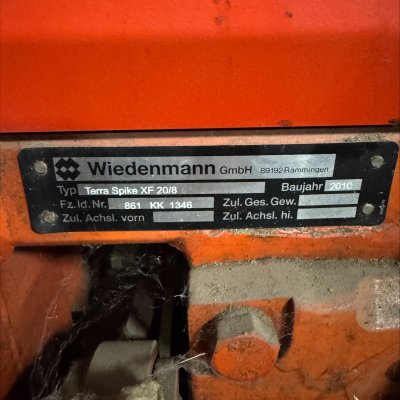 Wiedenmann GmbH 89192 Rammingen
Typ Terra Spike XF 20/8 Baujahr 2010
Fz.Id.Nr. 861 KK 1346 Zul. Ges. Gew.
Zul. Achsl. vorn Zul. Achsl. hi.